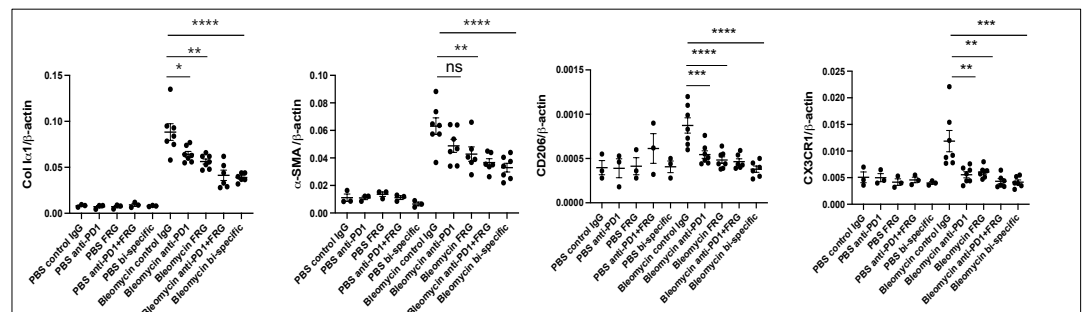 ****
**
*
Col Iα1/β-actin
0.15
0.10
0.05
0.00
PBS control IgG
PBS anti-PD1
PBS FRG
PBS anti-PD1+FRG
PBS bi-specific
Bleomycin control IgG
Bleomycin anti-PD1
Bleomycin FRG
Bleomycin anti-PD1+FRG
Bleomycin bi-specific
****
**
ns
α-SMA/β-actin
0.10
0.08
0.06
0.04
0.02
0.00
PBS control IgG
PBS anti-PD1
PBS FRG
PBS anti-PD1+FRG
PBS bi-specific
Bleomycin control IgG
Bleomycin anti-PD1
Bleomycin FRG
Bleomycin anti-PD1+FRG
Bleomycin bi-specific
****
****
***
CD206/β-actin
0.0015
0.0010
0.0005
0.0000
PBS control IgG
PBS anti-PD1
PBS FRG
PBS anti-PD1+FRG
PBS bi-specific
Bleomycin control IgG
Bleomycin anti-PD1
Bleomycin FRG
Bleomycin anti-PD1+FRG
Bleomycin bi-specific
***
**
**
CX3CR1/β-actin
0.025
0.020
0.015
0.010
0.005
0.000
PBS control IgG
PBS anti-PD1
PBS FRG
PBS anti-PD1+FRG
PBS bi-specific
Bleomycin control IgG
Bleomycin anti-PD1
Bleomycin FRG
Bleomycin anti-PD1+FRG
Bleomycin bi-specific